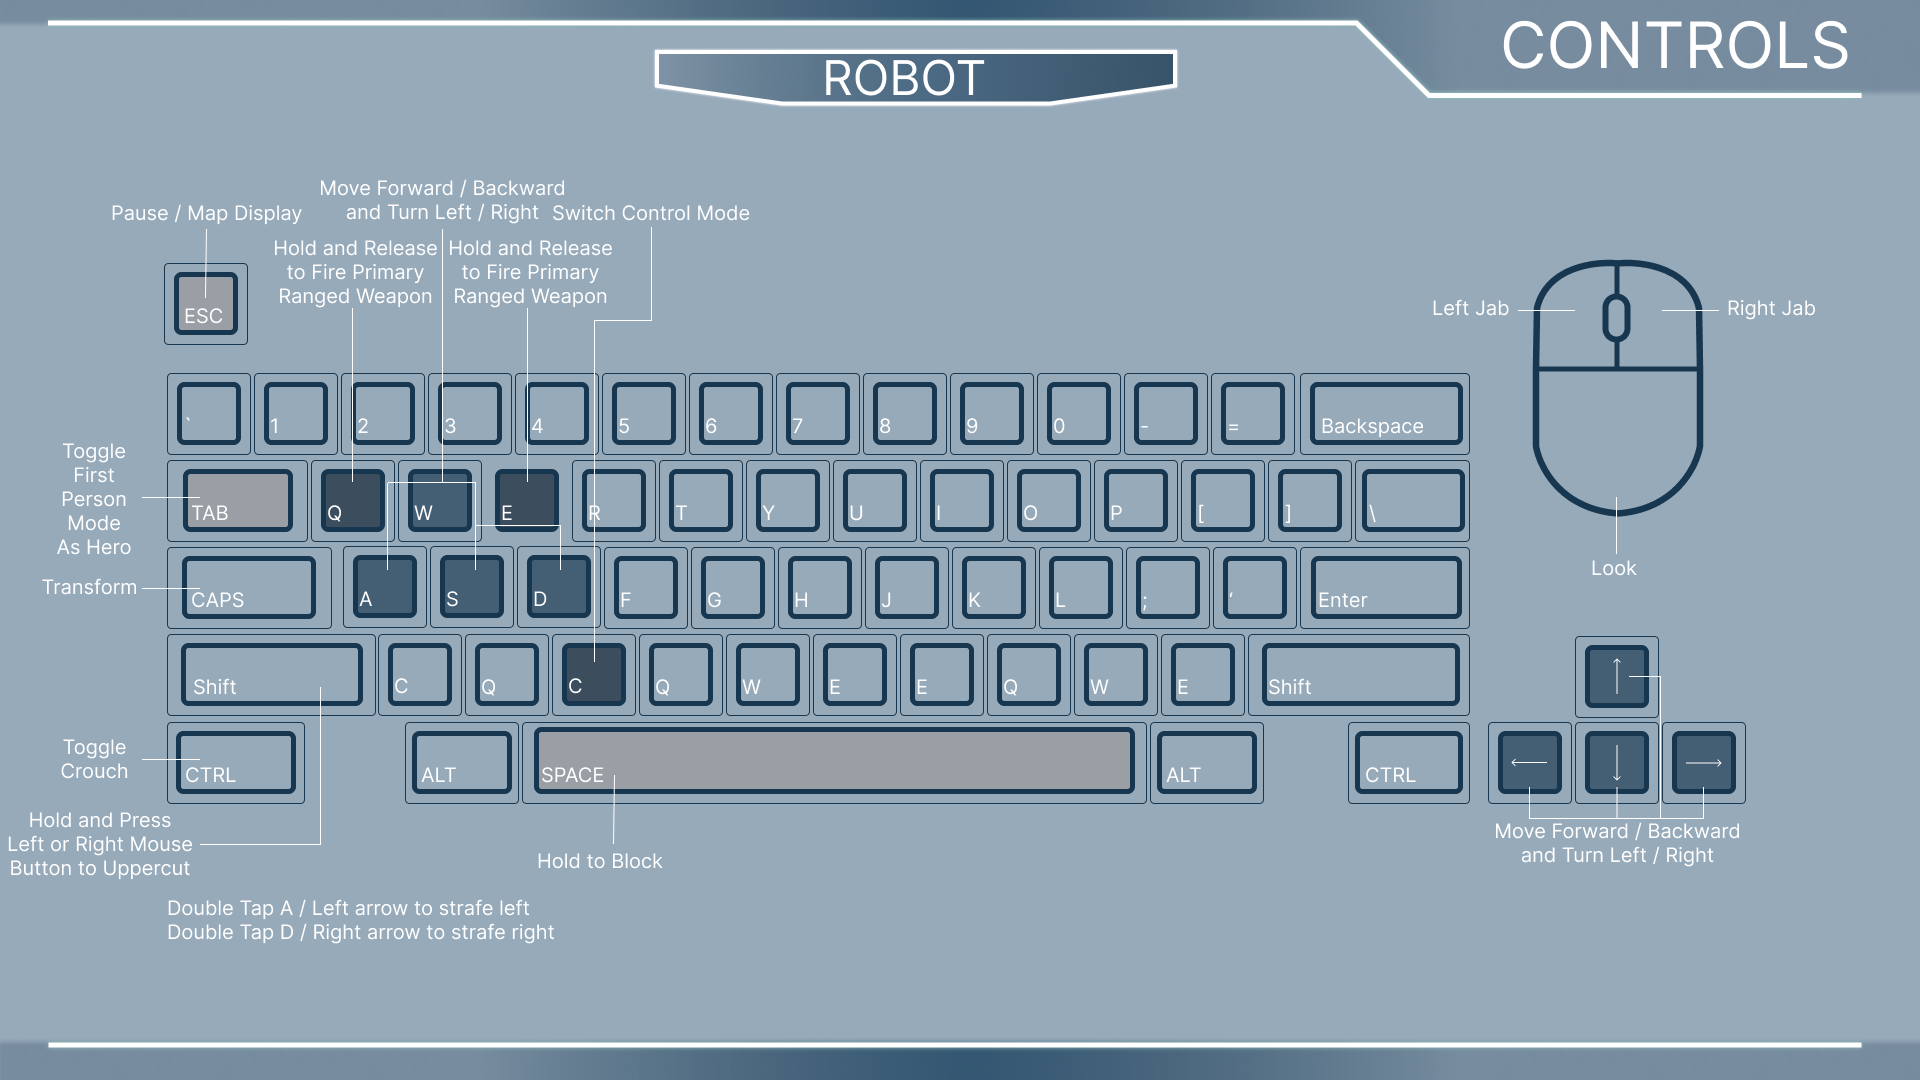 CONTROLS
ROBOT
Move Forward / Backward
and Turn Left / Right
Pause / Map Display
Switch Control Mode
Hold and Release
to Fire Primary
Ranged Weapon
Hold and Release
to Fire Primary
Ranged Weapon
ESC
Left Jab
Right Jab
` 1 2 3 4 5 6 7 8 9 0 - = Backspace
Toggle
First
Person
Mode
As Hero
TAB Q W E R T Y U I O P [ ] \
Look
Transform
CAPS A S D F G H J K L ; ‘ Enter
Shift C Q C Q W E E Q W E Shift
↑
Toggle
Crouch
CTRL ALT SPACE ALT CTRL
← ↓ →
Move Forward / Backward
and Turn Left / Right
Hold and Press
Left or Right Mouse
Button to Uppercut
Hold to Block
Double Tap A / Left arrow to strafe left
Double Tap D / Right arrow to strafe right